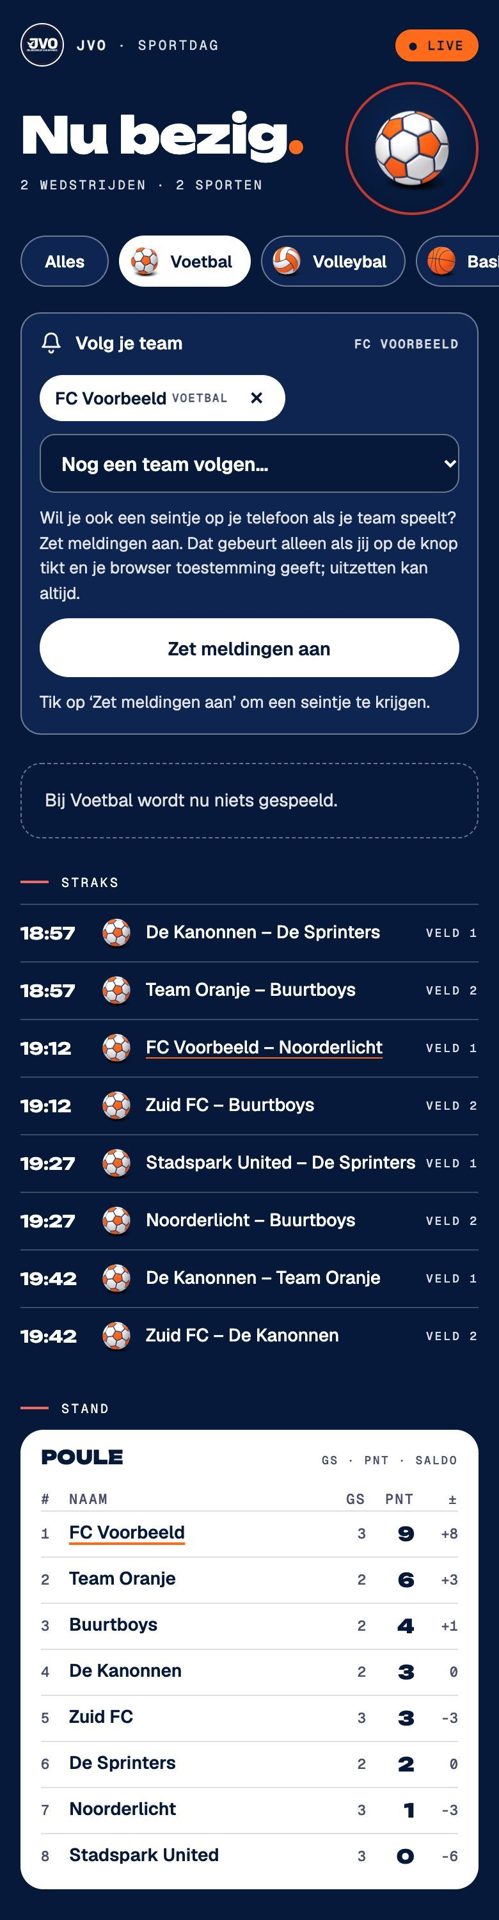 JVO JVO · SPORTDAG ● LIVE
Nu bezig.
2 WEDSTRIJDEN · 2 SPORTEN
Alles Voetbal Volleybal Bas
Volg je team FC VOORBEELD
FC Voorbeeld VOETBAL ✕
Nog een team volgen...
Wil je ook een seintje op je telefoon als je team speelt?
Zet meldingen aan. Dat gebeurt alleen als jij op de knop
tikt en je browser toestemming geeft; uitzetten kan
altijd.
Zet meldingen aan
Tik op ‘Zet meldingen aan’ om een seintje te krijgen.
Bij Voetbal wordt nu niets gespeeld.
STRAKS
18:57 De Kanonnen – De Sprinters VELD 1
18:57 Team Oranje – Buurtboys VELD 2
19:12 FC Voorbeeld – Noorderlicht VELD 1
19:12 Zuid FC – Buurtboys VELD 2
19:27 Stadspark United – De Sprinters VELD 1
19:27 Noorderlicht – Buurtboys VELD 2
19:42 De Kanonnen – Team Oranje VELD 1
19:42 Zuid FC – De Kanonnen VELD 2
STAND
POULE GS · PNT · SALDO
# NAAM GS PNT ±
1 FC Voorbeeld 3 9 +8
2 Team Oranje 2 6 +3
3 Buurtboys 2 4 +1
4 De Kanonnen 2 3 0
5 Zuid FC 3 3 -3
6 De Sprinters 2 2 0
7 Noorderlicht 3 1 -3
8 Stadspark United 3 0 -6